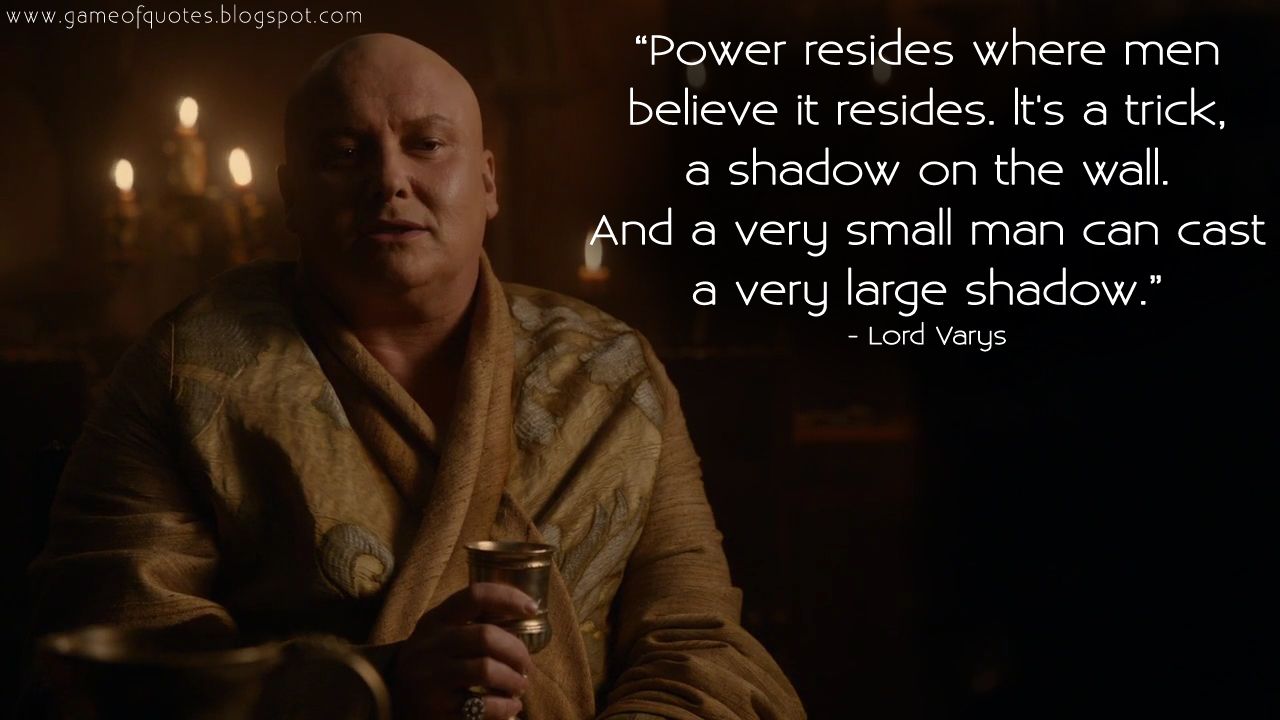 www.gameofquotes.blogspot.com
“Power resides where men
believe it resides. It's a trick,
a shadow on the wall.
And a very small man can cast
a very large shadow.”
- Lord Varys